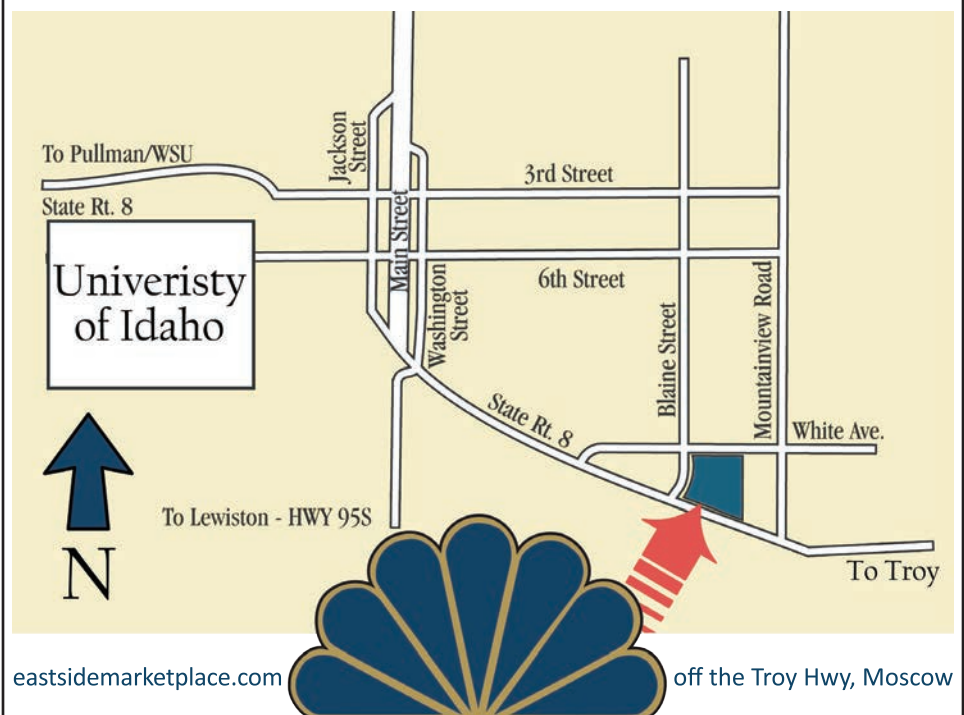 To Pullman/WSU
State Rt. 8
Jackson
Street
Main Street
3rd Street
6th Street
Univeristy
of Idaho
Washington
Street
Blaine Street
Mountainview Road
State Rt. 8
White Ave.
To Lewiston - HWY 95S
N
To Troy
eastsidemarketplace.com
off the Troy Hwy, Moscow